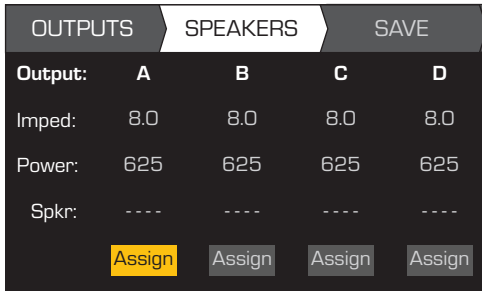 OUTPUTS SPEAKERS SAVE
Output: A B C D
Imped: 8.0 8.0 8.0 8.0
Power: 625 625 625 625
Spkr: ---- ---- ---- ----
Assign Assign Assign Assign